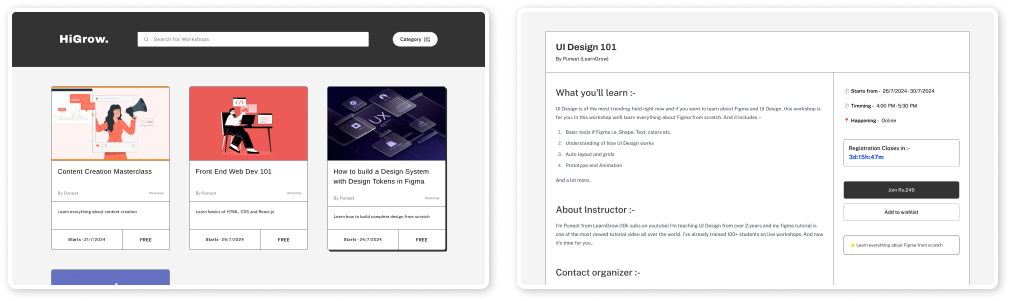 HiGrow.
Search for Workshops
Category
UX
Content Creation Masterclass
By Puneet
Workshop
Learn everything about content creation
Starts - 21/7/2024
FREE
Front End Web Dev 101
By Puneet
Workshop
Learn basics of HTML, CSS and React js
Starts - 26/7/2024
FREE
How to build a Design System
with Design Tokens in Figma
By Puneet
Workshop
Learn how to build complete design from scratch
Starts - 24/7/2024
FREE
UI Design 101
By Puneet (LearnGrow)
What you'll learn :-
UI Design is of the most trending field right now and if you want to learn about Figma and UI Design, this workshop is
for you. In this workshop we'll learn everything about Figma from scratch. And it includes :-
1. Basic tools if Figma i.e. Shape, Text, colors etc.
2. Understanding of how UI Design works
3. Auto layout and grids
4. Prototype and Animation
And a lot more..
About Instructor :-
I'm Puneet from LearnGrow (10k subs on youtube) I'm teaching UI Design from over 2 years and my figma tutorial is
one of the most viewed tutorial video all over the world. I've already trained 100+ students on live workshops. And now
it's time for you..
Contact organizer :-
Starts from - 26/7/2024 - 30/7/2024
Timming - 4:00 PM - 5:30 PM
Happening - Online
Registration Closes in :-
3d:15h:47m
Join Rs.249
Add to wishlist
Learn everything about Figma from scratch